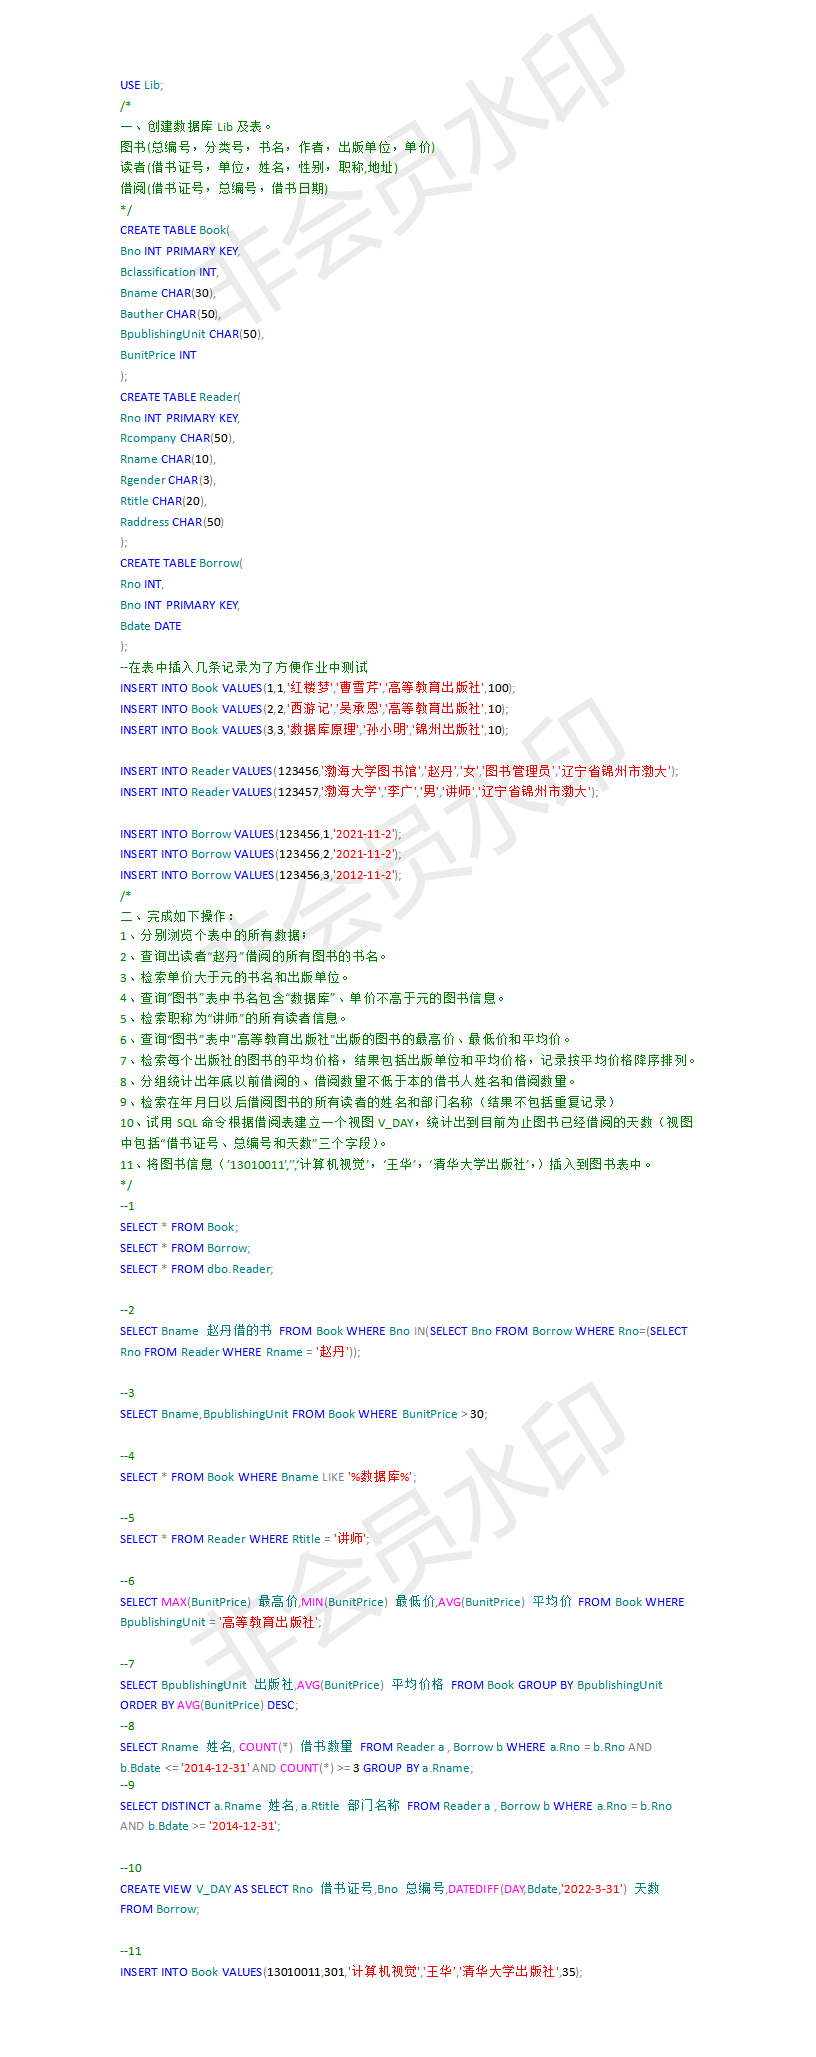 USE Lib;
/*
一、创建数据库 Lib 及表。
图书(总编号，分类号，书名，作者，出版单位，单价)
读者(借书证号，单位，姓名，性别，职称,地址)
借阅(借书证号，总编号，借书日期)
*/
CREATE TABLE Book(
Bno INT PRIMARY KEY,
Bclassification INT,
Bname CHAR(30),
Bauther CHAR(50),
BpublishingUnit CHAR(50),
BunitPrice INT
);
CREATE TABLE Reader(
Rno INT PRIMARY KEY,
Rcompany CHAR(50),
Rname CHAR(10),
Rgender CHAR(3),
Rtitle CHAR(20),
Raddress CHAR(50)
);
CREATE TABLE Borrow(
Rno INT,
Bno INT PRIMARY KEY,
Bdate DATE
);
--在表中插入几条记录为了方便作业中测试
INSERT INTO Book VALUES(1,1,'红楼梦','曹雪芹','高等教育出版社',100);
INSERT INTO Book VALUES(2,2,'西游记','吴承恩','高等教育出版社',10);
INSERT INTO Book VALUES(3,3,'数据库原理','孙小明','锦州出版社',10);
INSERT INTO Reader VALUES(123456,'渤海大学图书馆','赵丹','女','图书管理员','辽宁省锦州市渤大');
INSERT INTO Reader VALUES(123457,'渤海大学','李广','男','讲师','辽宁省锦州市渤大');
INSERT INTO Borrow VALUES(123456,1,'2021-11-2');
INSERT INTO Borrow VALUES(123456,2,'2021-11-2');
INSERT INTO Borrow VALUES(123456,3,'2012-11-2');
/*
二、完成如下操作：
1、分别浏览个表中的所有数据；
2、查询出读者“赵丹”借阅的所有图书的书名。
3、检索单价大于元的书名和出版单位。
4、查询“图书”表中书名包含“数据库”、单价不高于元的图书信息。
5、检索职称为“讲师”的所有读者信息。
6、查询“图书”表中"高等教育出版社"出版的图书的最高价、最低价和平均价。
7、检索每个出版社的图书的平均价格，结果包括出版单位和平均价格，记录按平均价格降序排列。
8、分组统计出年底以前借阅的、借阅数量不低于本的借书人姓名和借阅数量。
9、检索在年月日以后借阅图书的所有读者的姓名和部门名称（结果不包括重复记录）
10、试用 SQL 命令根据借阅表建立一个视图 V_DAY，统计出到目前为止图书已经借阅的天数（视图
中包括“借书证号、总编号和天数”三个字段）。
11、将图书信息（ ‘13010011’,’’,‘计算机视觉’，‘王华’，‘清华大学出版社’,）插入到图书表中。
*/
--1
SELECT * FROM Book;
SELECT * FROM Borrow;
SELECT * FROM dbo.Reader;
--2
SELECT Bname 赵丹借的书 FROM Book WHERE Bno IN(SELECT Bno FROM Borrow WHERE Rno=(SELECT
Rno FROM Reader WHERE Rname = '赵丹'));
--3
SELECT Bname,BpublishingUnit FROM Book WHERE BunitPrice > 30;
--4
SELECT * FROM Book WHERE Bname LIKE '%数据库%';
--5
SELECT * FROM Reader WHERE Rtitle = '讲师';
--6
SELECT MAX(BunitPrice) 最高价,MIN(BunitPrice) 最低价,AVG(BunitPrice) 平均价 FROM Book WHERE
BpublishingUnit = '高等教育出版社';
--7
SELECT BpublishingUnit 出版社,AVG(BunitPrice) 平均价格 FROM Book GROUP BY BpublishingUnit
ORDER BY AVG(BunitPrice) DESC;
--8
SELECT Rname 姓名, COUNT(*) 借书数量 FROM Reader a , Borrow b WHERE a.Rno = b.Rno AND
b.Bdate <= '2014-12-31' AND COUNT(*) >= 3 GROUP BY a.Rname;
--9
SELECT DISTINCT a.Rname 姓名, a.Rtitle 部门名称 FROM Reader a , Borrow b WHERE a.Rno = b.Rno
AND b.Bdate >= '2014-12-31';
--10
CREATE VIEW V_DAY AS SELECT Rno 借书证号,Bno 总编号,DATEDIFF(DAY,Bdate,'2022-3-31') 天数
FROM Borrow;
--11
INSERT INTO Book VALUES(13010011,301,'计算机视觉','王华','清华大学出版社',35);
非会员水印
非会员水印
非会员水印